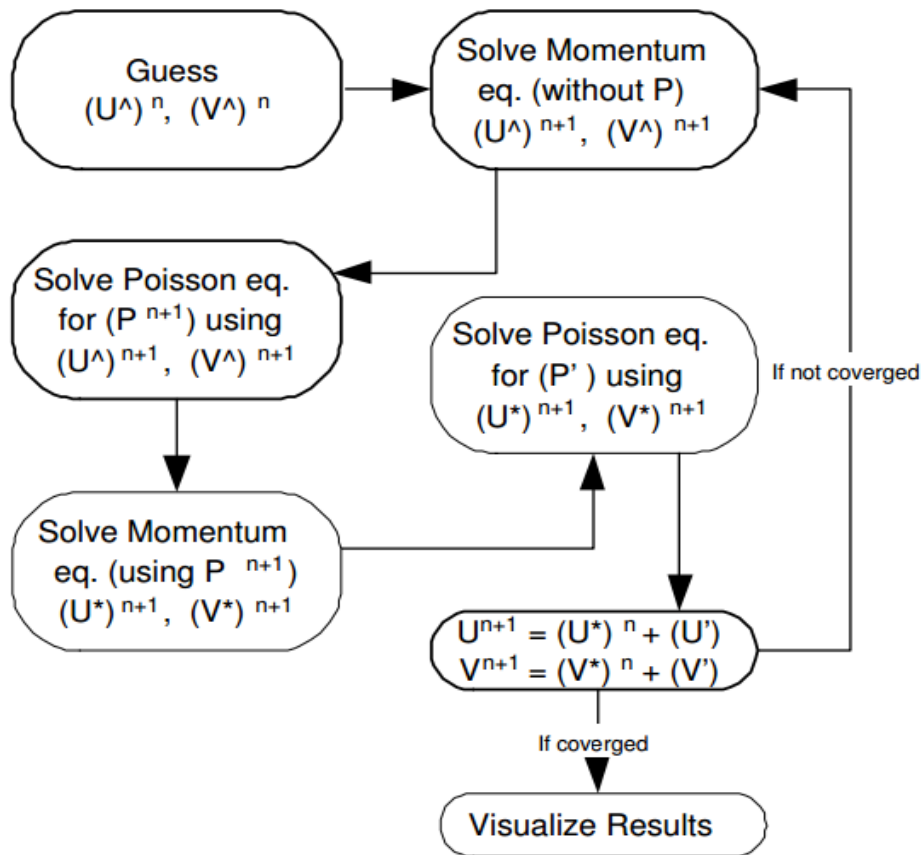 Guess
(U^) n, (V^) n
Solve Momentum
eq. (without P)
(U^) n+1, (V^) n+1
Solve Poisson eq.
for (P n+1) using
(U^) n+1, (V^) n+1
Solve Momentum
eq. (using P n+1)
(U*) n+1, (V*) n+1
Solve Poisson eq.
for (P' ) using
(U*) n+1, (V*) n+1
If not coverged
Un+1 = (U*) n + (U')
Vn+1 = (V*) n + (V')
If coverged
Visualize Results